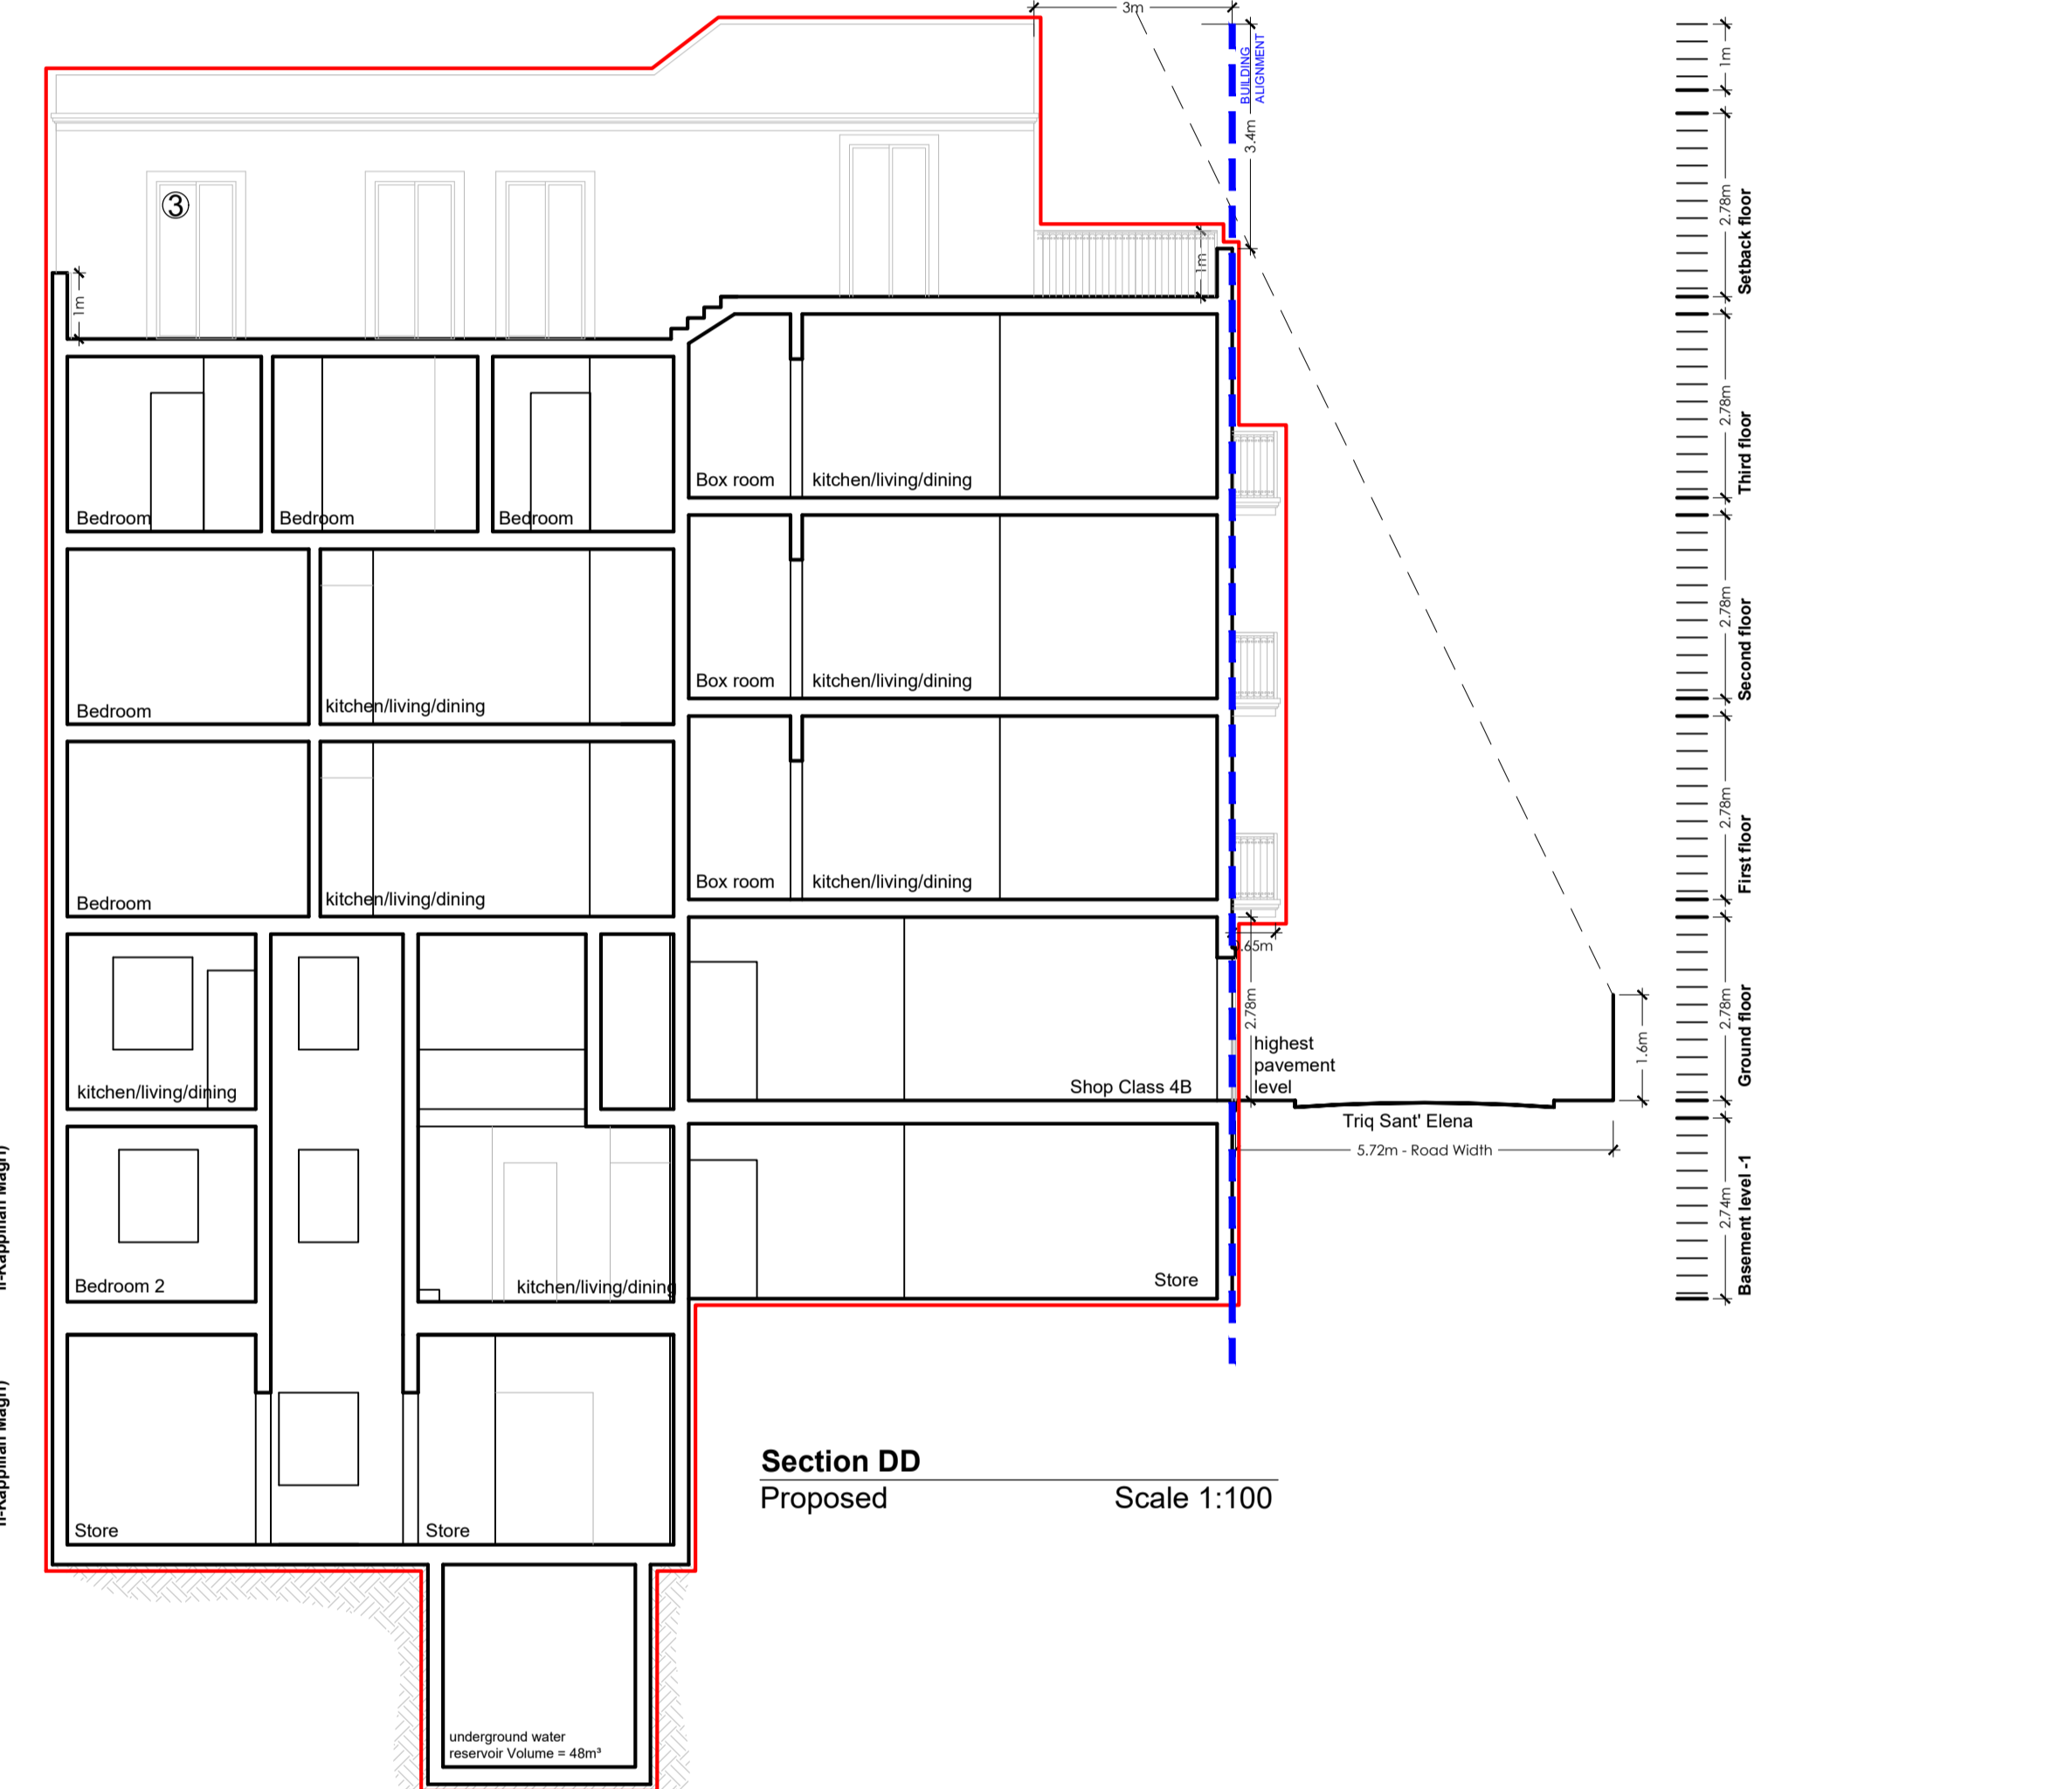 3m
BUILDING
ALIGNMENT
3.4m
1m
2.78m
Setback floor
3
1m
1m
2.78m
Third floor
Bedroom
Bedroom
Bedroom
Box room
kitchen/living/dining
2.78m
Second floor
Bedroom
kitchen/living/dining
Box room
kitchen/living/dining
2.78m
First floor
Bedroom
kitchen/living/dining
Box room
kitchen/living/dining
.65m
2.78m
2.78m
Ground floor
highest
pavement
level
1.6m
kitchen/living/dining
Shop Class 4B
Triq Sant' Elena
5.72m - Road Width
2.74m
Basement level -1
Bedroom 2
kitchen/living/dining
Store
Store
Store
Section DD
Proposed
Scale 1:100
underground water
reservoir Volume = 48m³